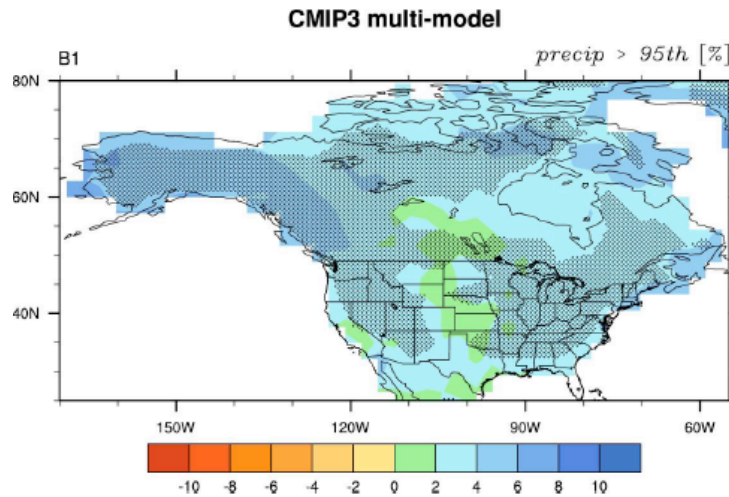 CMIP3 multi-model
B1 precip > 95th [%]
80N
60N
40N
150W 120W 90W 60W
-10 -8 -6 -4 -2 0 2 4 6 8 10